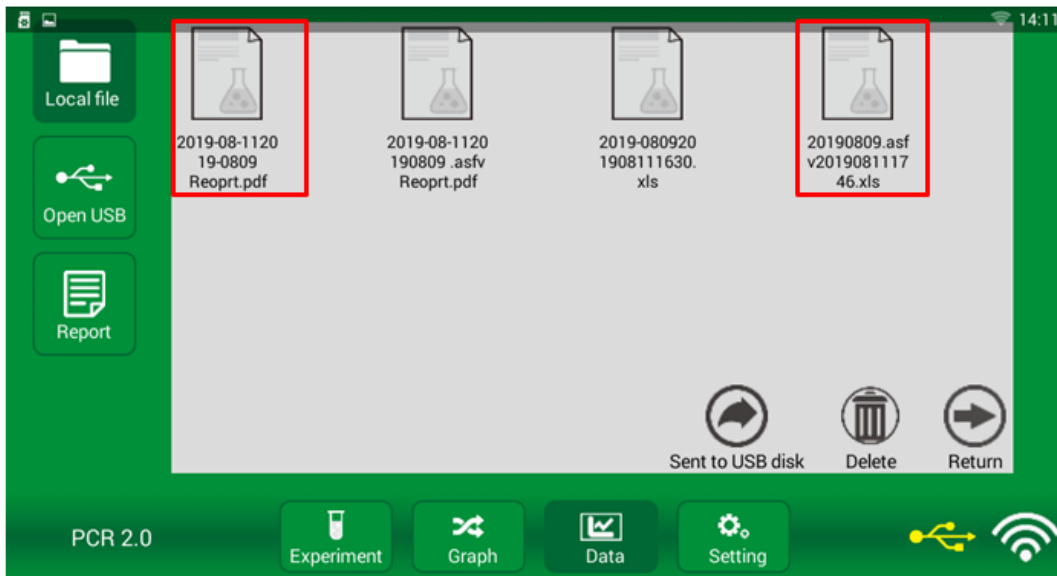 14:11
Local file
2019-08-1120
19-0809
Reoprt.pdf
2019-08-1120
190809 .asfv
Reoprt.pdf
2019-080920
1908111630.
xls
20190809.asf
v2019081117
46.xls
Open USB
Report
Sent to USB disk
Delete
Return
PCR 2.0
Experiment
Graph
Data
Setting